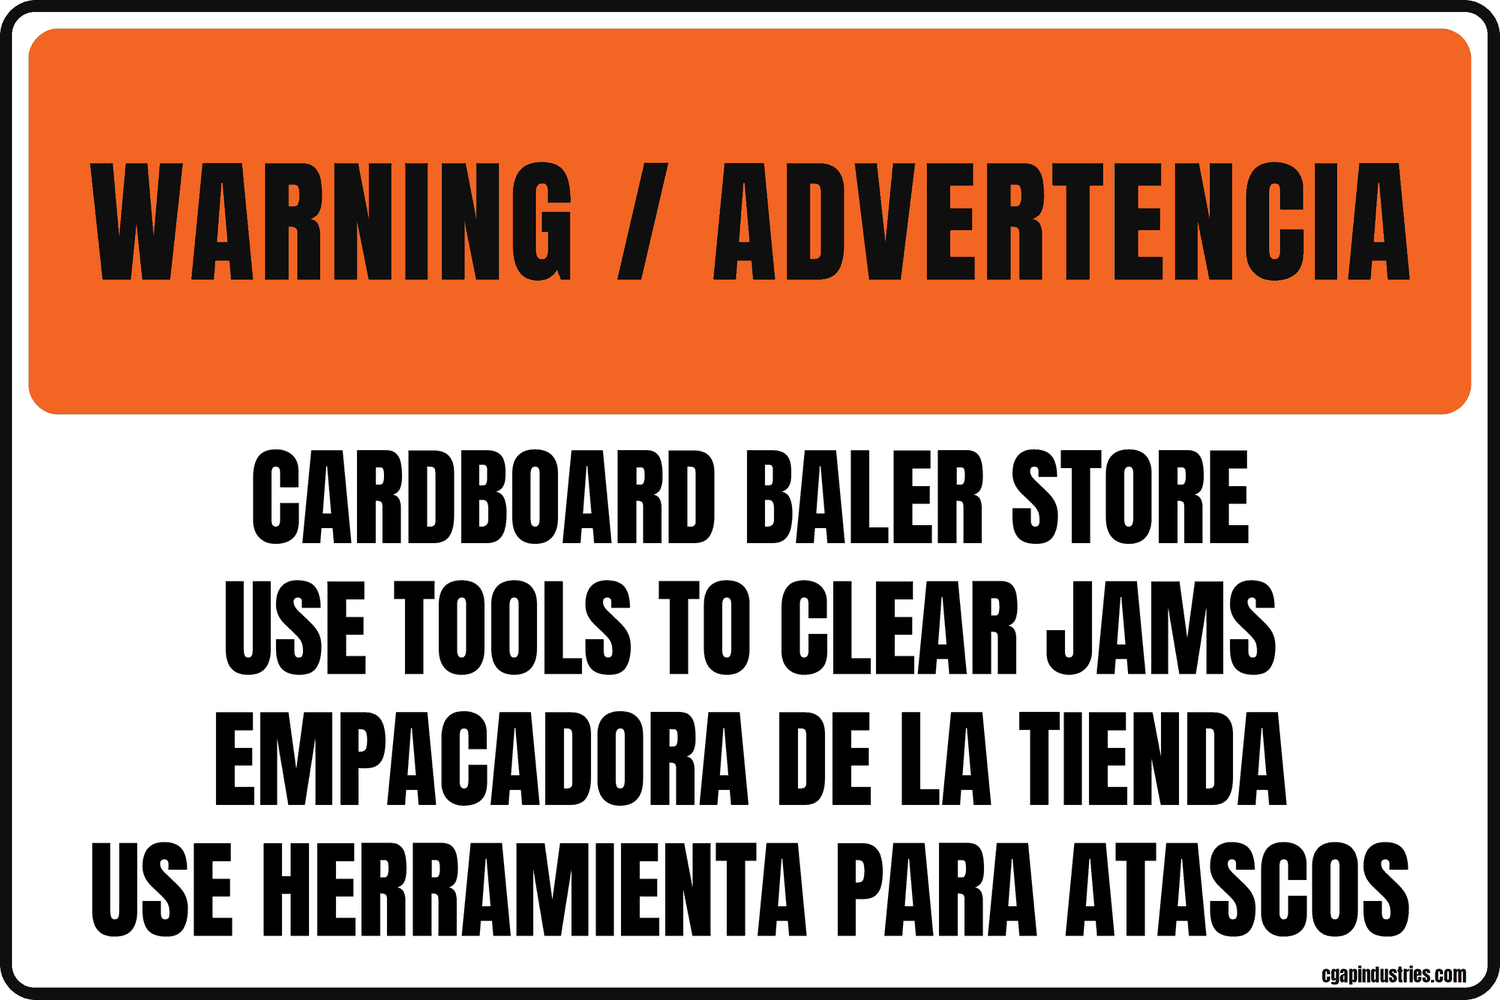 WARNING / ADVERTENCIA
CARDBOARD BALER STORE
USE TOOLS TO CLEAR JAMS
EMPACADORA DE LA TIENDA
USE HERRAMIENTA PARA ATASCOS
cgapindustries.com